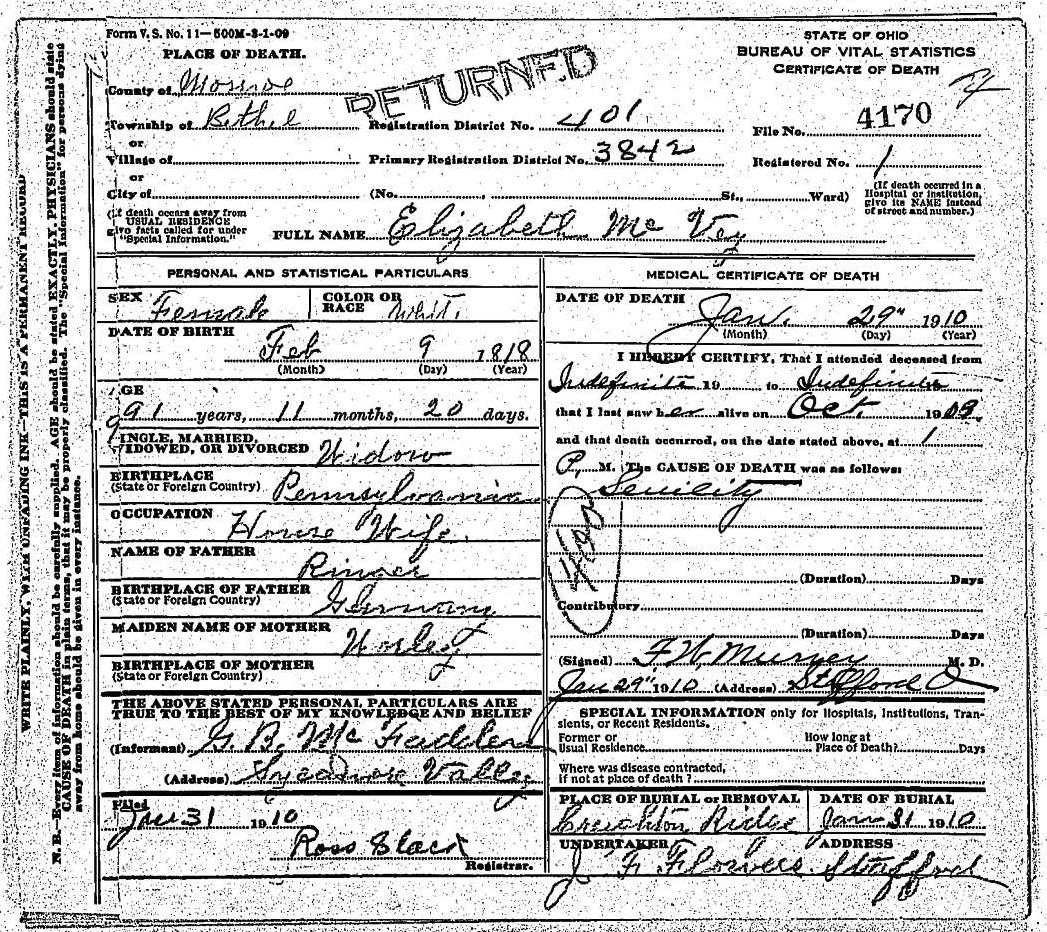 Form V. S. No. 11—500M-3-1-09
STATE OF OHIO
BUREAU OF VITAL STATISTICS
CERTIFICATE OF DEATH
PLACE OF DEATH.
RETURNED
County of Monroe
Township of Bethel Registration District No. 401
File No. 4170
or
Village of Primary Registration District No. 3842
Registered No. 1
or
City of (No. , St., Ward)
(If death occurred in a Hospital or institution, give its NAME instead of street and number.)
(If death occurs away from USUAL RESIDENCE give facts called for under "Special Information.")
FULL NAME Elizabeth Mc Vey
PERSONAL AND STATISTICAL PARTICULARS
SEX Female COLOR OR RACE Whit.
DATE OF BIRTH
Feb 9 1818
(Month) (Day) (Year)
AGE
91 years, 11 months, 20 days.
SINGLE, MARRIED,
WIDOWED, OR DIVORCED Widow
BIRTHPLACE
(State or Foreign Country) Pennsylvania
OCCUPATION House Wife.
NAME OF FATHER Ringer
BIRTHPLACE OF FATHER
(State or Foreign Country) Germany
MAIDEN NAME OF MOTHER Worley
BIRTHPLACE OF MOTHER
(State or Foreign Country)
THE ABOVE STATED PERSONAL PARTICULARS ARE
TRUE TO THE BEST OF MY KNOWLEDGE AND BELIEF
(Informant) G. B. Mc Fadden
(Address) Sycamore Valley
Filed
Jan 31 1910
Ross Black
Registrar.
MEDICAL CERTIFICATE OF DEATH
DATE OF DEATH
Jan. 29" 1910
(Month) (Day) (Year)
I HEREBY CERTIFY, That I attended deceased from
Indefinite 19 to Indefinite
that I last saw her alive on Oct. 1909.
and that death occurred, on the date stated above, at 1
P. M. The CAUSE OF DEATH was as follows:
Senility
(Duration) Days
Contributory
(Duration) Days
(Signed) F. W. M. D.
Jan 29" 1910 (Address) Stafford O
SPECIAL INFORMATION only for Hospitals, Institutions, Transients, or Recent Residents.
Former or
Usual Residence
How long at
Place of Death? Days
Where was disease contracted,
if not at place of death ?
PLACE OF BURIAL or REMOVAL DATE OF BURIAL
Creighton Ridge Jan 31 1910
UNDERTAKER ADDRESS
J F Flowers Stafford
WRITE PLAINLY, WITH UNFADING INK—THIS IS A PERMANENT RECORD
N. B.—Every item of information should be carefully supplied. AGE should be stated EXACTLY. PHYSICIANS should state
CAUSE OF DEATH in plain terms, that it may be properly classified. The "Special Information" for persons dying
away from home should be given in every instance.